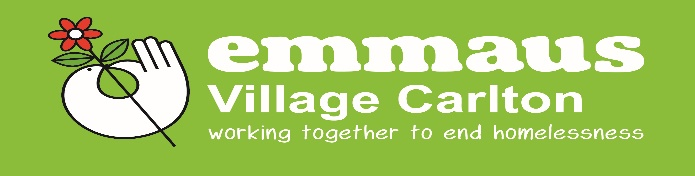 emmaus
Village Carlton
working together to end homelessness